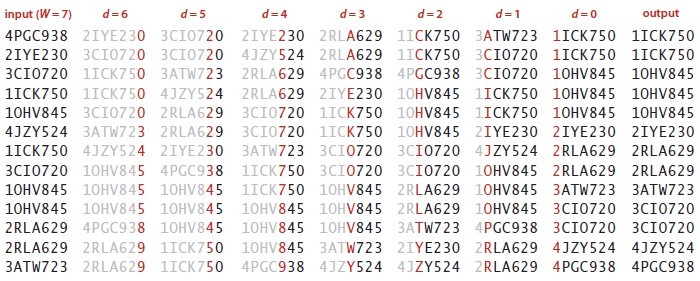 input (W = 7) d = 6 d = 5 d = 4 d = 3 d = 2 d = 1 d = 0 output
4PGC938 2IYE230 3CIO720 2IYE230 2RLA629 1ICK750 3ATW723 1ICK750 1ICK750
2IYE230 3CIO720 3CIO720 4JZY524 2RLA629 1ICK750 3CIO720 1ICK750 1ICK750
3CIO720 1ICK750 3ATW723 2RLA629 4PGC938 4PGC938 3CIO720 1OHV845 1OHV845
1ICK750 1ICK750 4JZY524 2RLA629 2IYE230 1OHV845 1ICK750 1OHV845 1OHV845
1OHV845 3CIO720 2RLA629 3CIO720 1ICK750 1OHV845 1ICK750 1OHV845 1OHV845
4JZY524 3ATW723 2RLA629 3CIO720 1ICK750 1OHV845 2IYE230 2IYE230 2IYE230
1ICK750 4JZY524 2IYE230 3ATW723 3CIO720 3CIO720 4JZY524 2RLA629 2RLA629
3CIO720 1OHV845 4PGC938 1ICK750 3CIO720 3CIO720 1OHV845 2RLA629 2RLA629
1OHV845 1OHV845 1OHV845 1ICK750 1OHV845 2RLA629 1OHV845 3ATW723 3ATW723
1OHV845 1OHV845 1OHV845 1OHV845 1OHV845 2RLA629 1OHV845 3CIO720 3CIO720
2RLA629 4PGC938 1OHV845 1OHV845 1OHV845 3ATW723 4PGC938 3CIO720 3CIO720
2RLA629 2RLA629 1ICK750 1OHV845 3ATW723 2IYE230 2RLA629 4JZY524 4JZY524
3ATW723 2RLA629 1ICK750 4PGC938 4JZY524 4JZY524 2RLA629 4PGC938 4PGC938